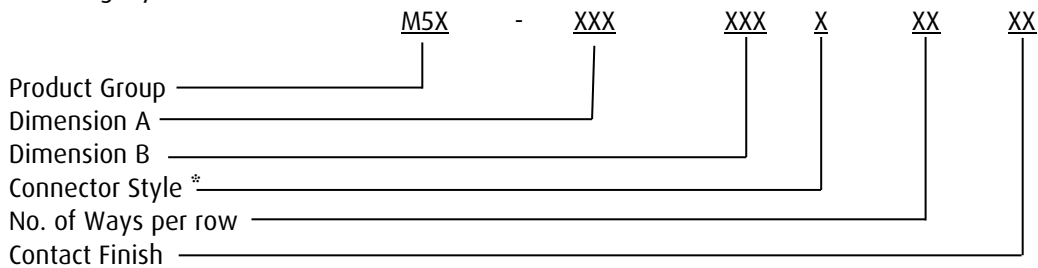 M5X - XXX XXX X XX XX
Product Group
Dimension A
Dimension B
Connector Style *
No. of Ways per row
Contact Finish